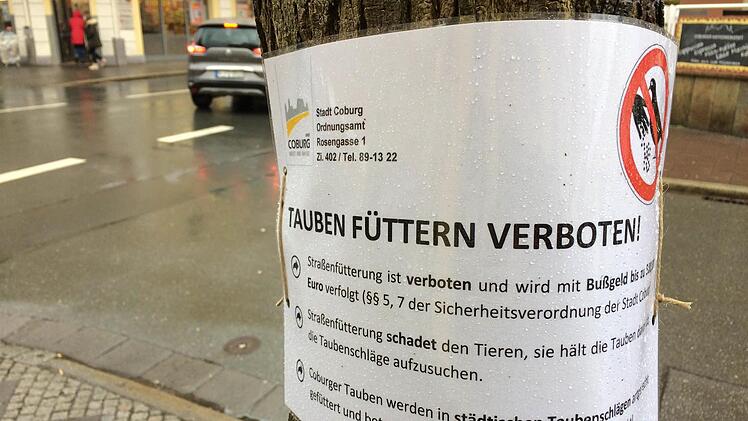 Stadt Coburg
Ordnungsamt
Rosengasse 1
Zi. 402 / Tel. 89-13 22
COBURG
TAUBEN FÜTTERN VERBOTEN!
Straßenfütterung ist verboten und wird mit Bußgeld bis zu
Euro verfolgt (§§ 5, 7 der Sicherheitsverordnung der Stadt
Straßenfütterung schadet den Tieren, sie hält die Tauben
die Taubenschläge aufzusuchen.
Coburger Tauben werden in städtischen Taubenschlägen
gefüttert und